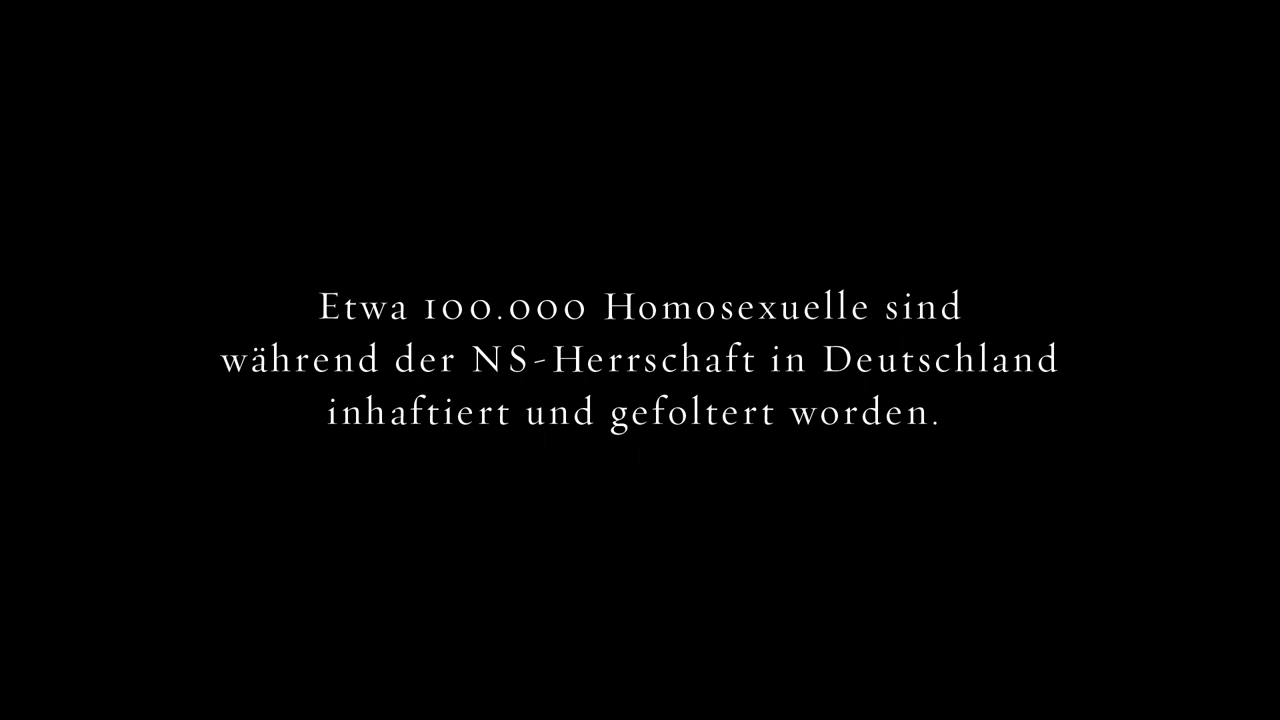 Etwa 100.000 Homosexuelle sind
während der NS-Herrschaft in Deutschland
inhaftiert und gefoltert worden.